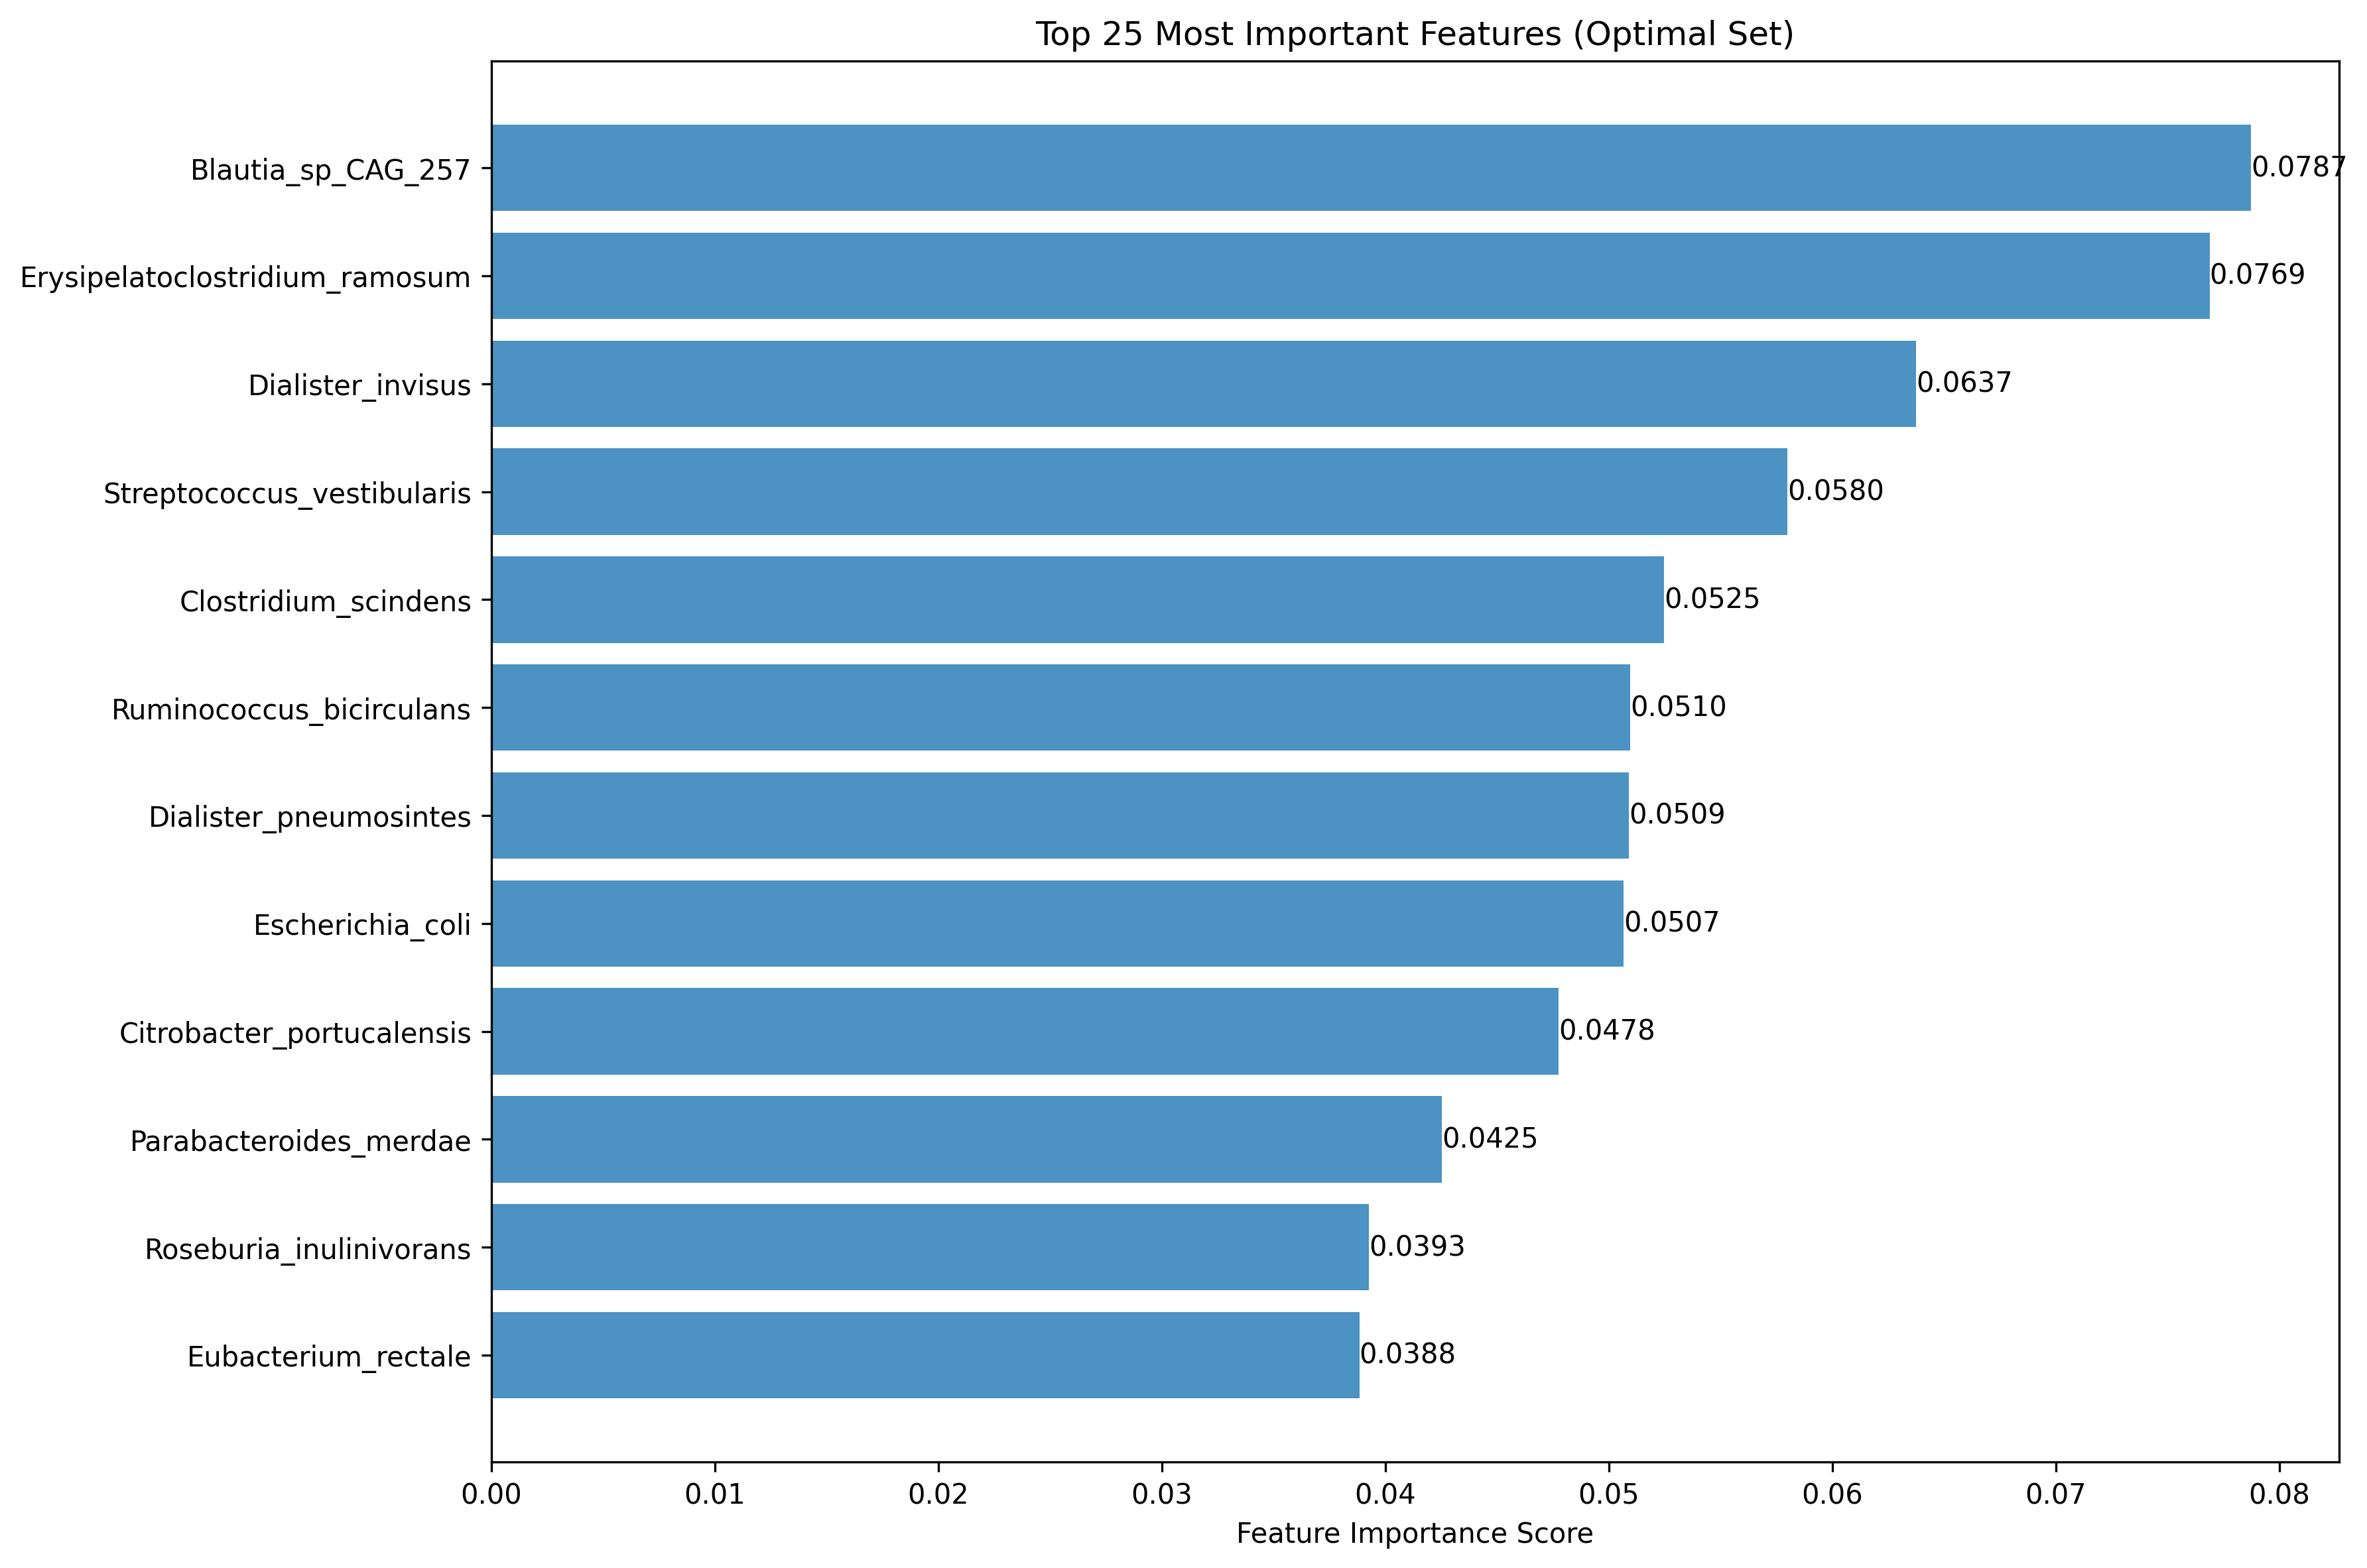 Top 25 Most Important Features (Optimal Set)
Blautia_sp_CAG_257 0.0787
Erysipelatoclostridium_ramosum 0.0769
Dialister_invisus 0.0637
Streptococcus_vestibularis 0.0580
Clostridium_scindens 0.0525
Ruminococcus_bicirculans 0.0510
Dialister_pneumosintes 0.0509
Escherichia_coli 0.0507
Citrobacter_portucalensis 0.0478
Parabacteroides_merdae 0.0425
Roseburia_inulinivorans 0.0393
Eubacterium_rectale 0.0388
0.00 0.01 0.02 0.03 0.04 0.05 0.06 0.07 0.08
Feature Importance Score